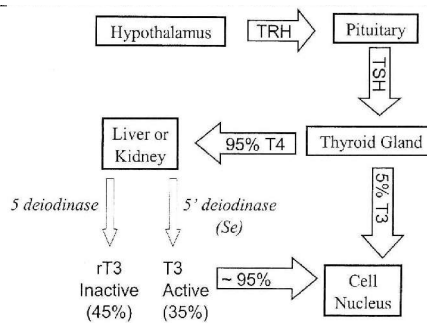 Hypothalamus
TRH
Pituitary
TSH
Liver or
Kidney
95% T4
Thyroid Gland
5 deiodinase
5' deiodinase
(Se)
5% T3
rT3
Inactive
(45%)
T3
Active
(35%)
~ 95%
Cell
Nucleus